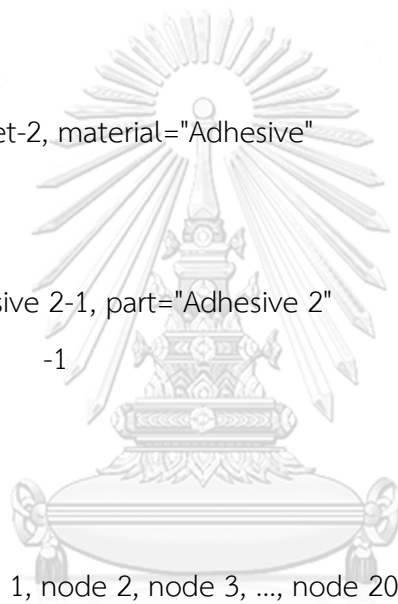 et-2, material="Adhesive"
sive 2-1, part="Adhesive 2"
-1
1, node 2, node 3, ..., node 20